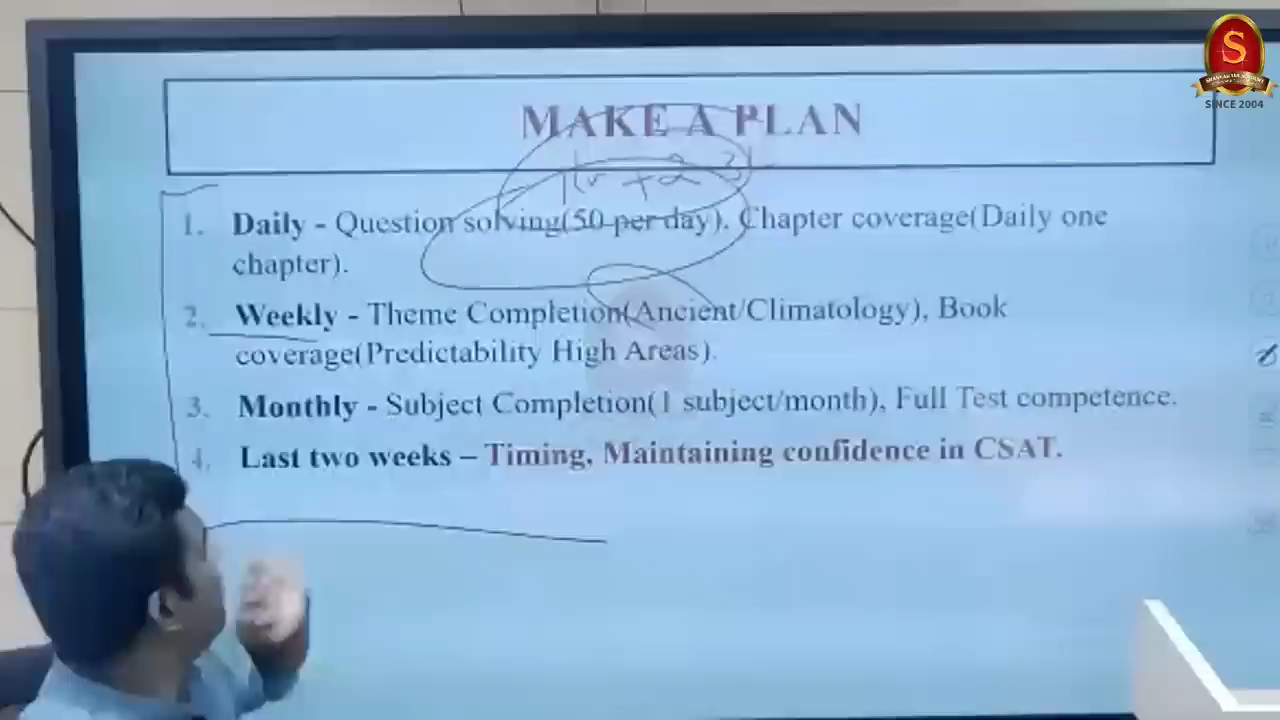 S
SINCE 2004
MAKE A PLAN
1. Daily - Question solving(50 per day). Chapter coverage(Daily one
chapter).
2. Weekly - Theme Completion(Ancient/Climatology), Book
coverage(Predictability High Areas).
3. Monthly - Subject Completion(1 subject/month), Full Test competence.
4. Last two weeks – Timing, Maintaining confidence in CSAT.